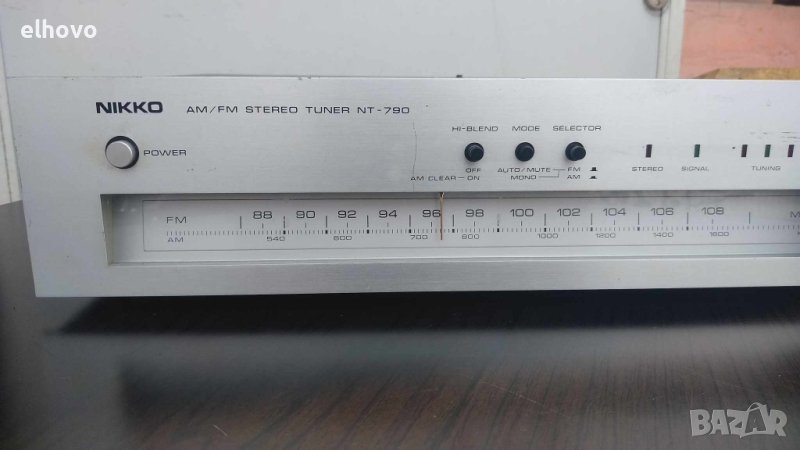 elhovo
NIKKO AM/FM STEREO TUNER NT-790
HI-BLEND MODE SELECTOR
POWER
OFF AUTO/MUTE FM
AM CLEAR ON MONO AM
STEREO SIGNAL TUNING
FM 88 90 92 94 96 98 100 102 104 106 108 M
AM 540 600 700 800 1000 1200 1400 1600
BAZAR